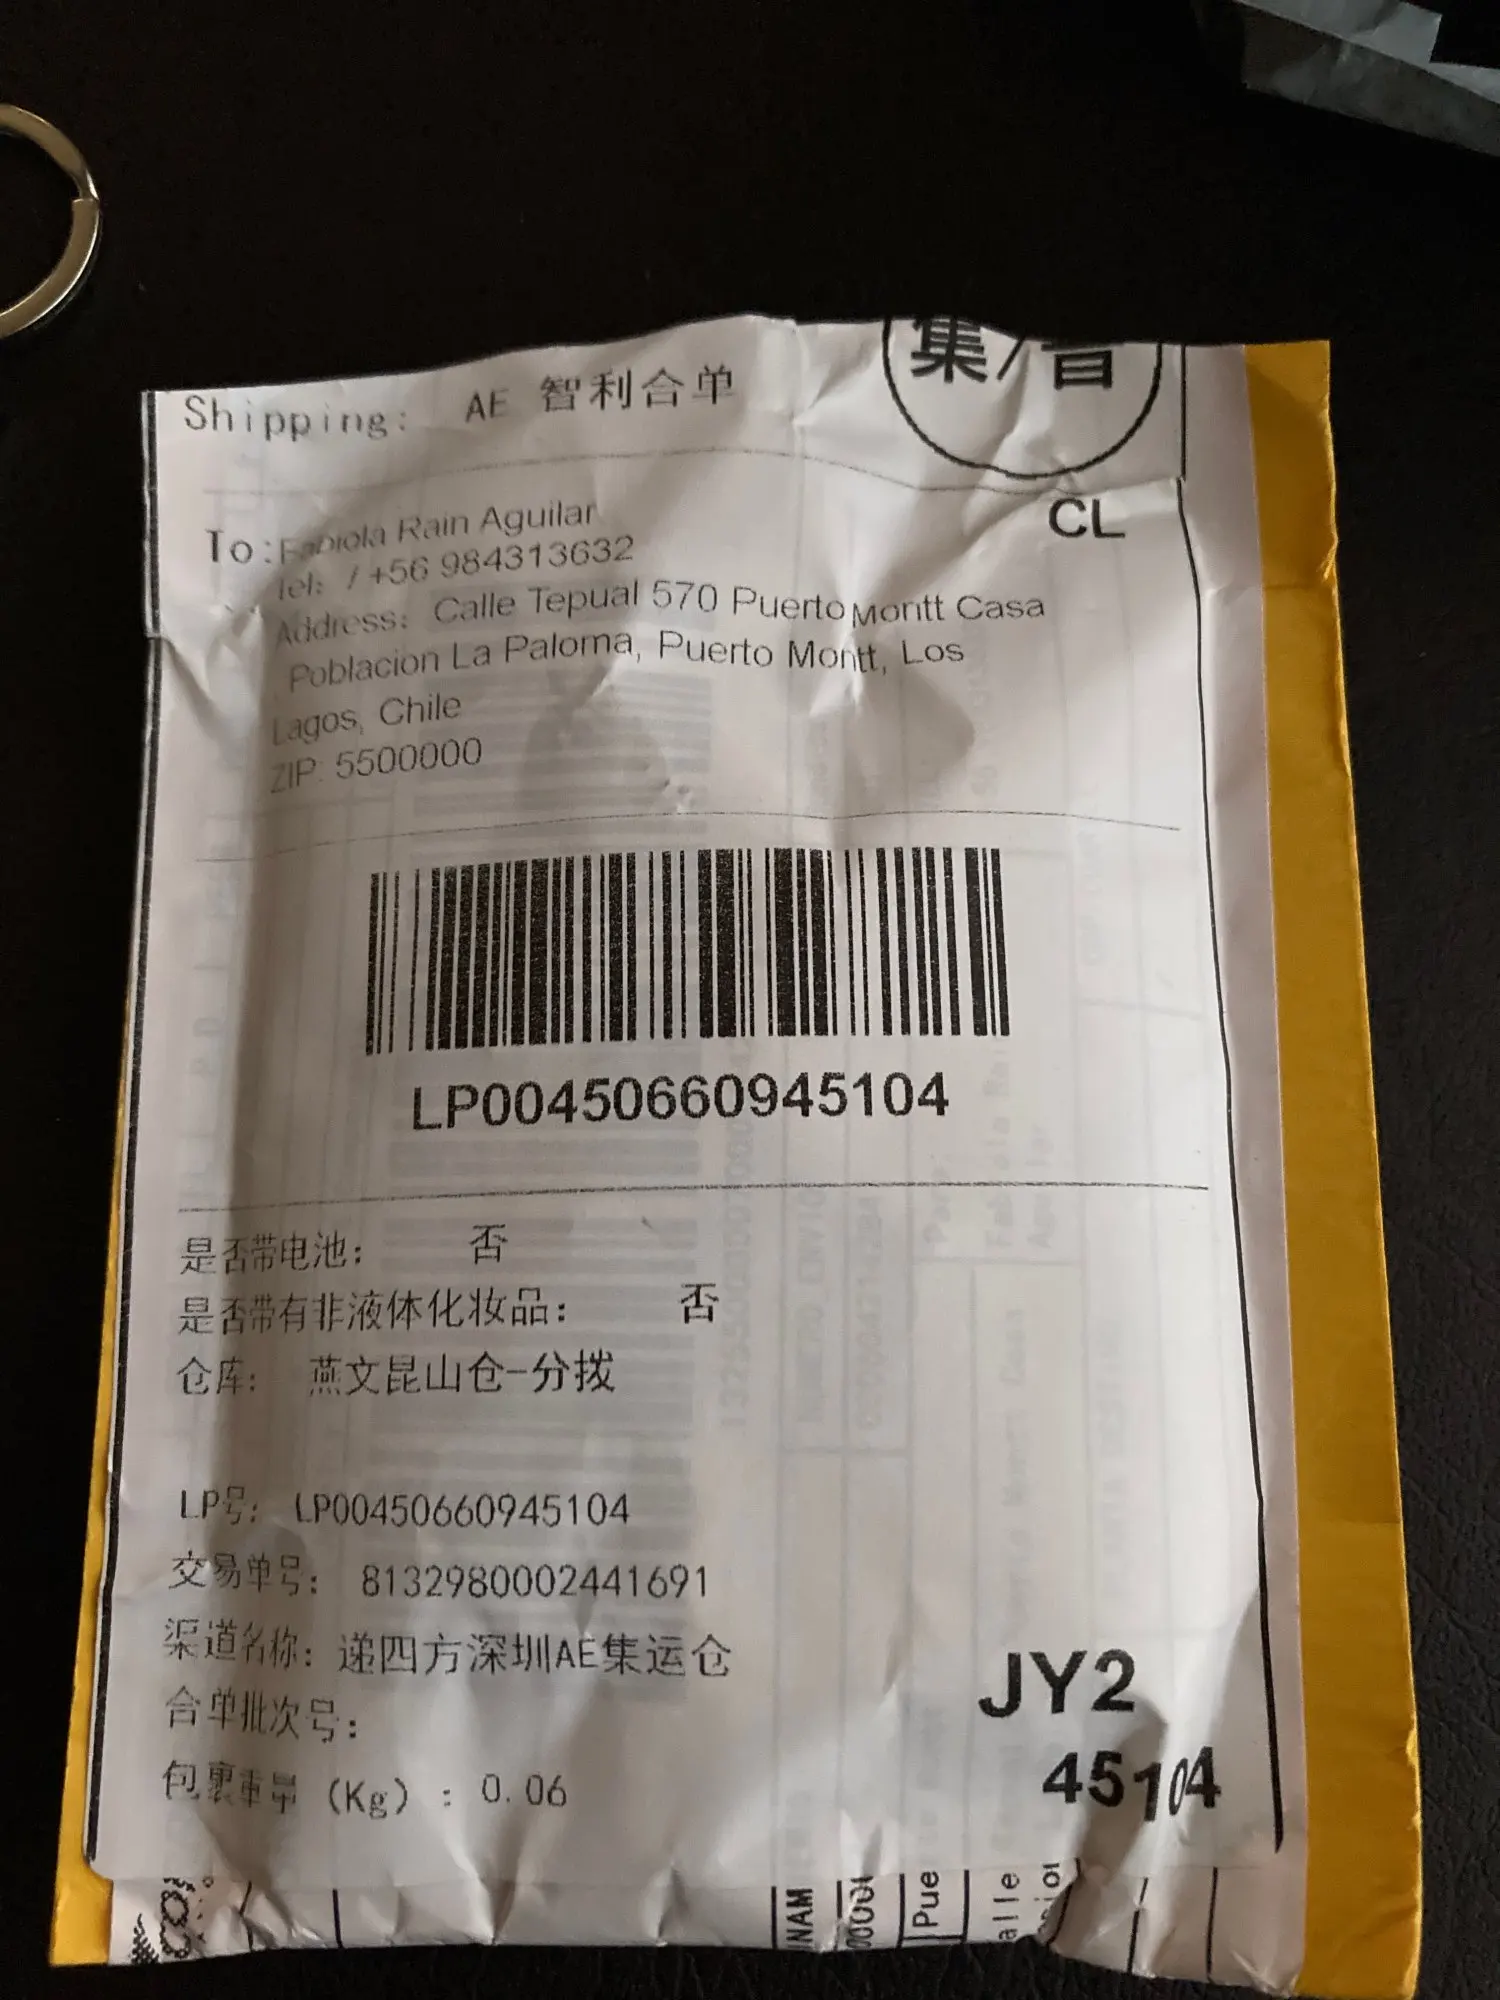 集/普
Shipping: AE 智利合单
CL
To: Fabiola Rain Aguilar
Tel: / +56 984313632
Address: Calle Tepual 570 Puerto Montt Casa
Poblacion La Paloma, Puerto Montt, Los
Lagos, Chile
ZIP: 5500000
LP00450660945104
是否带电池: 否
是否带有非液体化妆品: 否
仓库: 燕文昆山仓-分拨
LP号: LP00450660945104
交易单号: 8132980002441691
渠道名称: 递四方深圳AE集运仓
合单批次号:
包裹重量 (Kg) : 0.06
JY2
45104
Pue
alle